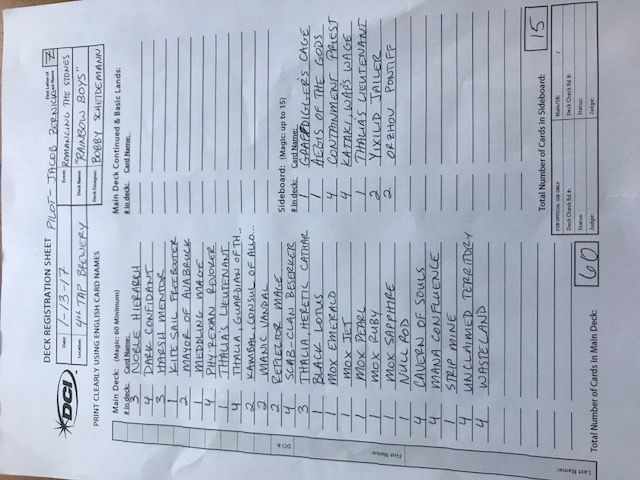 DECK REGISTRATION SHEET PILOT- JACOB ZERNICK First Letter of Last Name Z
DCI
Date: 1-13-17 Event: ROMANCING THE STONES
Location: 4TH TAP BREWERY Deck Name: "RAINBOW BOYS"
PRINT CLEARLY USING ENGLISH CARD NAMES Deck Designer: BOBBY SCHEIDEMANN
Main Deck: (Magic: 60 Minimum)
# in deck: Card Name:
3 NOBLE HIERARCH
4 DARK CONFIDANT
3 HARSH MENTOR
1 KITE SAIL FREEBOOTER
2 MAYOR OF AVABRUCK
1 MEDDLING MAGE
4 PHYREXIAN REVOKER
1 THALIA'S LIEUTENANT
4 THALIA, GUARDIAN OF TH...
2 KAMBAL, CONSUL OF ALLO...
2 MANIC VANDAL
2 REFLECTOR MAGE
4 SCAB-CLAN BESERKER
3 THALIA, HERETIC CATHAR
1 BLACK LOTUS
1 MOX EMERALD
1 MOX JET
1 MOX PEARL
1 MOX RUBY
1 MOX SAPPHIRE
1 NULL ROD
4 CAVERN OF SOULS
4 MANA CONFLUENCE
1 STRIP MINE
4 UNCLAIMED TERRITORY
4 WASTELAND
Total Number of Cards in Main Deck: 60
Main Deck Continued & Basic Lands:
# in deck: Card Name:
Sideboard: (Magic: up to 15)
# in deck: Card Name:
1 GRAFDIGGER'S CAGE
1 AEGIS OF THE GODS
4 CONTAINMENT PRIEST
4 KATAKI, WAR'S WAGE
1 THALIA'S LIEUTENANT
2 YIXILID JAILER
2 ORZHOV PONTIFF
Total Number of Cards in Sideboard: 15
FOR OFFICIAL USE ONLY Main/SB: /
Deck Check Rd #: Deck Check Rd #:
Status: Status:
Judge: Judge:
DCI #:
First Name:
Last Name: